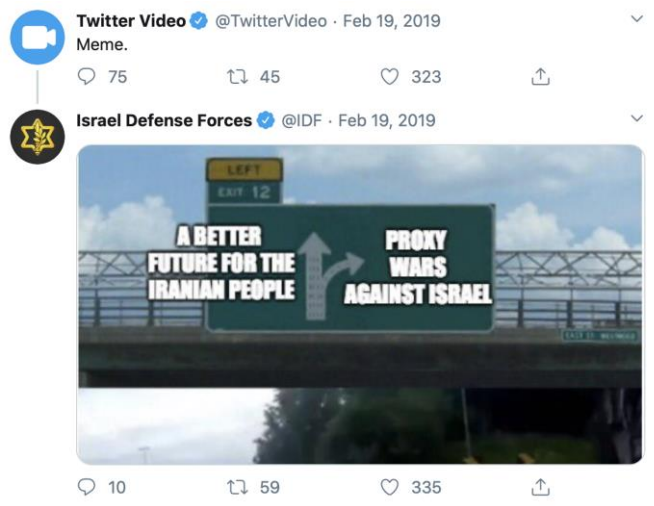 Twitter Video @TwitterVideo · Feb 19, 2019
Meme.
75 45 323
Israel Defense Forces @IDF · Feb 19, 2019
LEFT
EXIT 12
A BETTER
FUTURE FOR THE
IRANIAN PEOPLE
PROXY
WARS
AGAINST ISRAEL
10 59 335